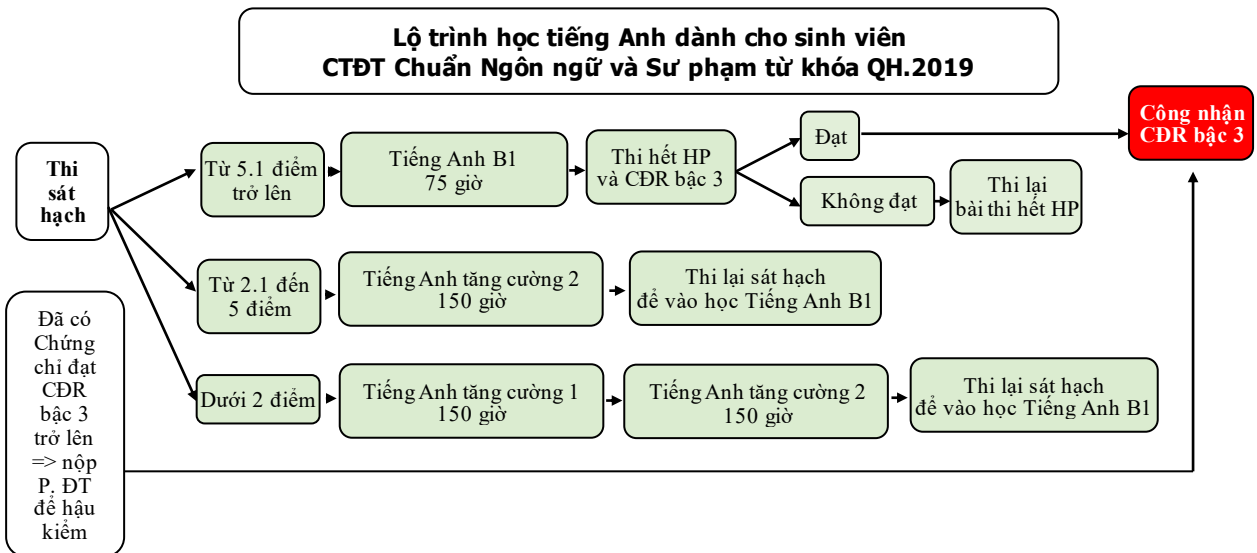 Lộ trình học tiếng Anh dành cho sinh viên
CTĐT Chuẩn Ngôn ngữ và Sư phạm từ khóa QH.2019
Công nhận
CĐR bậc 3
Thi
sát
hạch
Từ 5.1 điểm
trở lên
Tiếng Anh B1
75 giờ
Thi hết HP
và CĐR bậc 3
Đạt
Không đạt
Thi lại
bài thi hết HP
Từ 2.1 đến
5 điểm
Tiếng Anh tăng cường 2
150 giờ
Thi lại sát hạch
để vào học Tiếng Anh B1
Dưới 2 điểm
Tiếng Anh tăng cường 1
150 giờ
Tiếng Anh tăng cường 2
150 giờ
Thi lại sát hạch
để vào học Tiếng Anh B1
Đã có
Chứng
chỉ đạt
CĐR
bậc 3
trở lên
=> nộp
P. ĐT
để hậu
kiểm